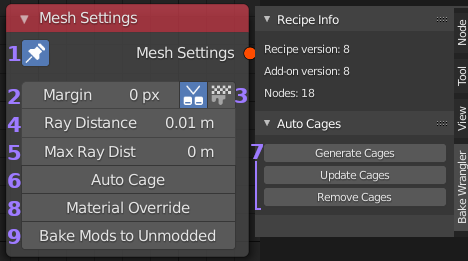 Mesh Settings
1 Mesh Settings
2 Margin 0 px 3
4 Ray Distance 0.01 m
5 Max Ray Dist 0 m
6 Auto Cage
8 Material Override
9 Bake Mods to Unmodded
Recipe Info
Recipe version: 8
Add-on version: 8
Nodes: 18
Auto Cages
7 Generate Cages
Update Cages
Remove Cages
Node
Tool
View
Bake Wrangler